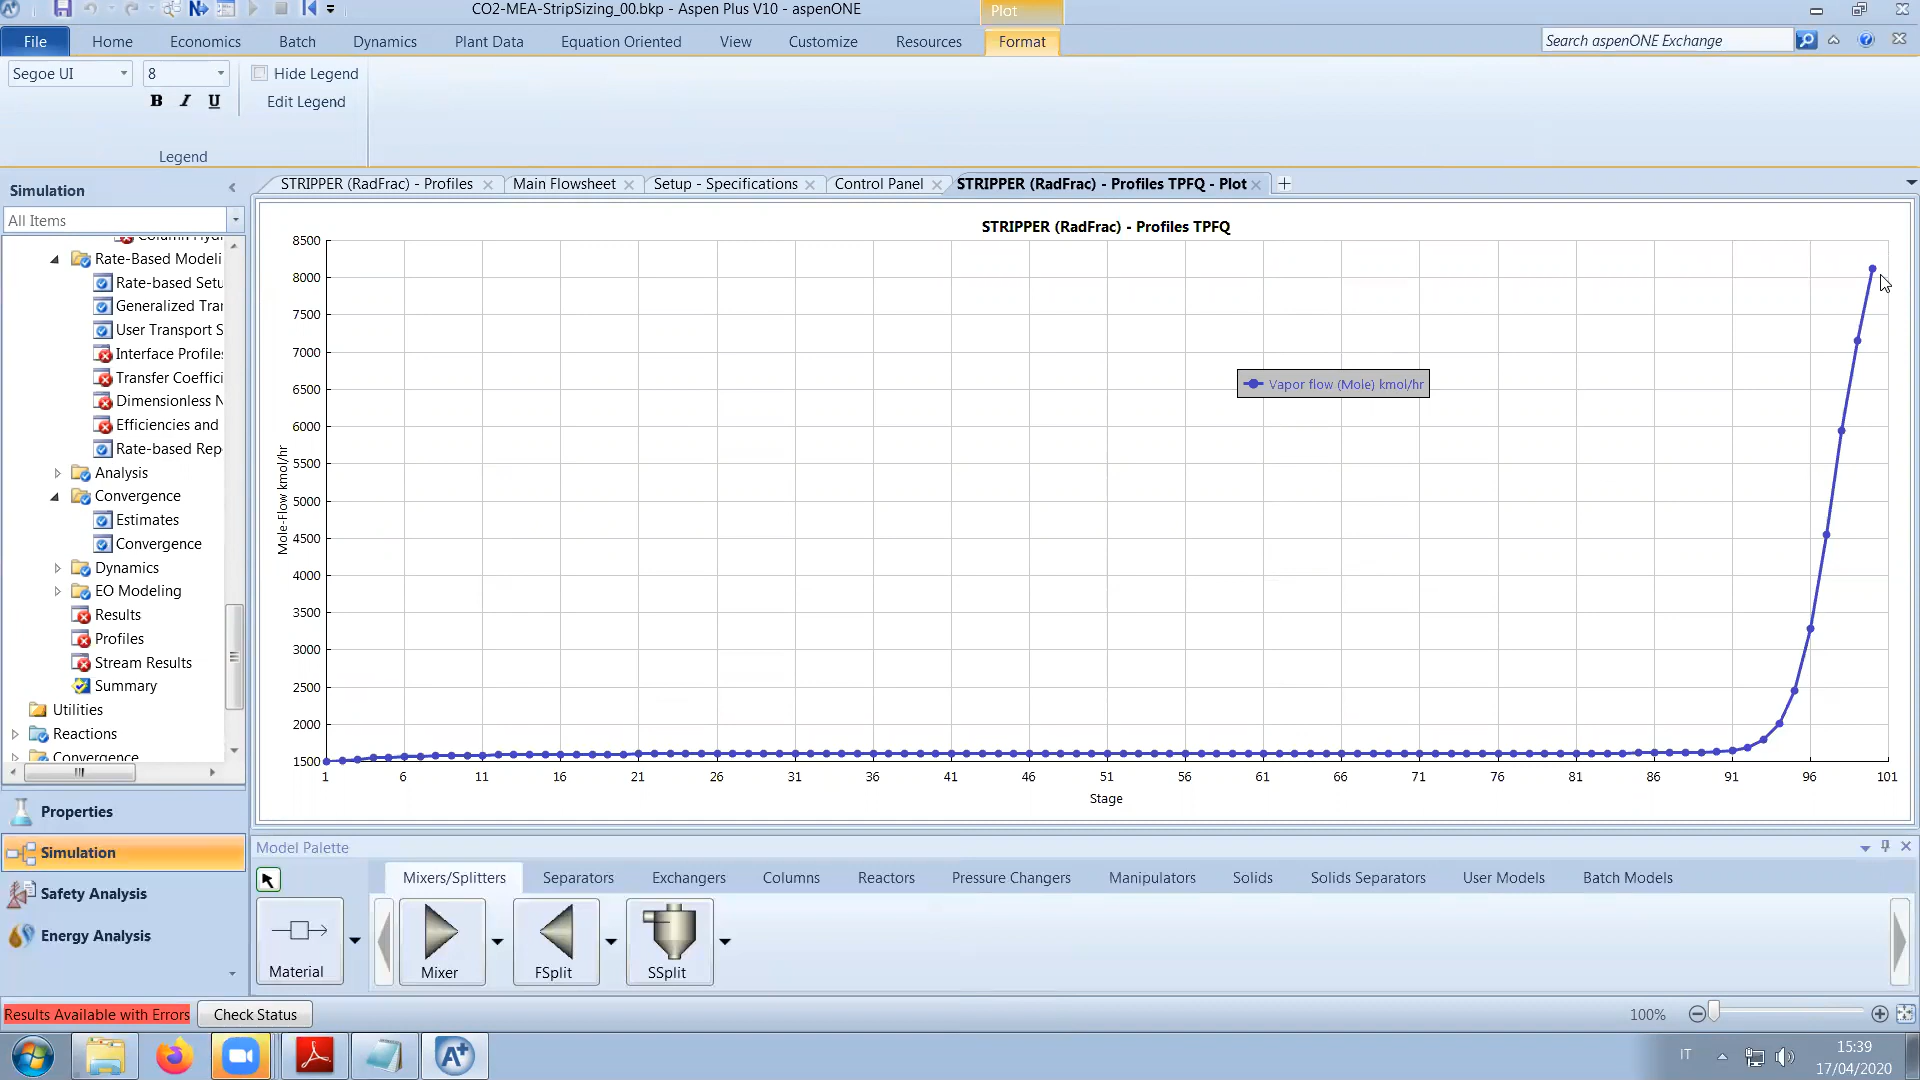 CO2-MEA-StripSizing_00.bkp - Aspen Plus V10 - aspenONE
Plot
File Home Economics Batch Dynamics Plant Data Equation Oriented View Customize Resources Format
Search aspenONE Exchange
Segoe UI 8 Hide Legend
B I U Edit Legend
Legend
Simulation
All Items
Column Hydr
Rate-Based Modeli
Rate-based Setu
Generalized Tran
User Transport S
Interface Profiles
Transfer Coeffici
Dimensionless N
Efficiencies and
Rate-based Rep
Analysis
Convergence
Estimates
Convergence
Dynamics
EO Modeling
Results
Profiles
Stream Results
Summary
Utilities
Reactions
Convergence
Properties
Simulation
Safety Analysis
Energy Analysis
STRIPPER (RadFrac) - Profiles Main Flowsheet Setup - Specifications Control Panel STRIPPER (RadFrac) - Profiles TPFQ - Plot
STRIPPER (RadFrac) - Profiles TPFQ
8500
8000
7500
7000
6500
6000
5500
5000
4500
4000
3500
3000
2500
2000
1500
Mole-Flow kmol/hr
Vapor flow (Mole) kmol/hr
1 6 11 16 21 26 31 36 41 46 51 56 61 66 71 76 81 86 91 96 101
Stage
Model Palette
Mixers/Splitters Separators Exchangers Columns Reactors Pressure Changers Manipulators Solids Solids Separators User Models Batch Models
Material Mixer FSplit SSplit
Results Available with Errors Check Status 100%
IT 15:39
17/04/2020